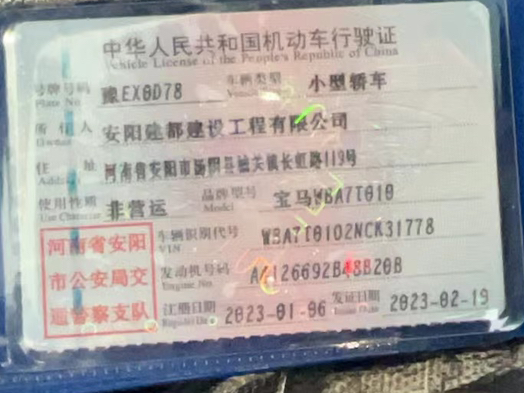 中华人民共和国机动车行驶证
Vehicle License of the People's Republic of China
号牌号码 豫EX0D78 车辆类型 小型轿车
Plate No.
所有人 安阳建都建设工程有限公司
Owner
住址 河南省安阳市汤阴县城关镇长虹路119号
Address
使用性质 非营运 品牌型号 宝马WBA7T010
Use Character Model
河南省安阳 车辆识别代号 WBA7T0102NCK31778
VIN
市公安局交 发动机号码 126692B48B20B
Engine No.
通警察支队 注册日期 2023-01-06 发证日期 2023-02-19
Register Date Issue Date